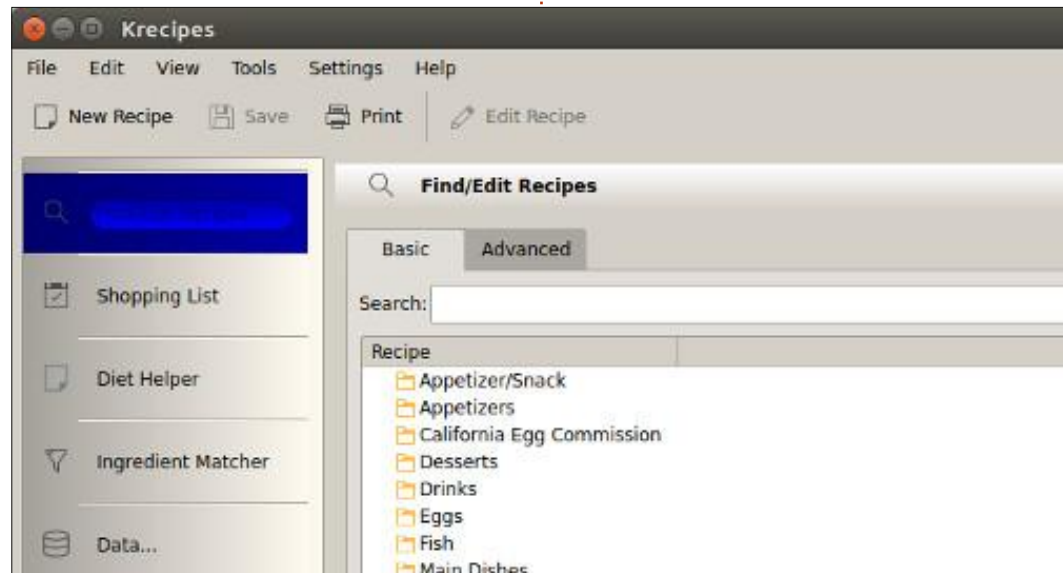 Krecipes
File Edit View Tools Settings Help
New Recipe Save Print Edit Recipe
Find/Edit Recipes
Basic Advanced
Shopping List
Search:
Recipe
Diet Helper
Appetizer/Snack
Appetizers
California Egg Commission
Ingredient Matcher
Desserts
Drinks
Eggs
Data...
Fish
Main Dishes